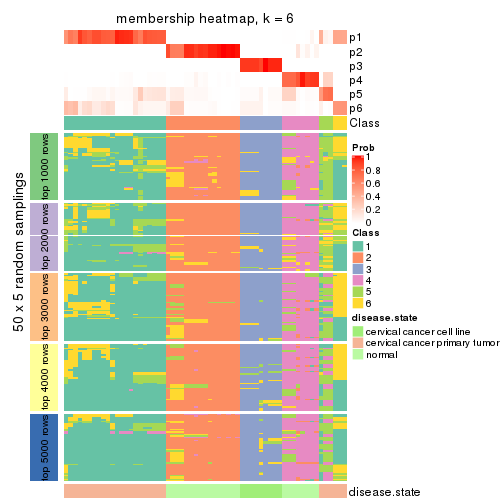 membership heatmap, k = 6
p1
p2
p3
p4
p5
p6
Class
50 x 5 random samplings
top 1000 rows
top 2000 rows
top 3000 rows
top 4000 rows
top 5000 rows
Prob
1
0.8
0.6
0.4
0.2
0
Class
1
2
3
4
5
6
disease.state
cervical cancer cell line
cervical cancer primary tumor
normal
disease.state